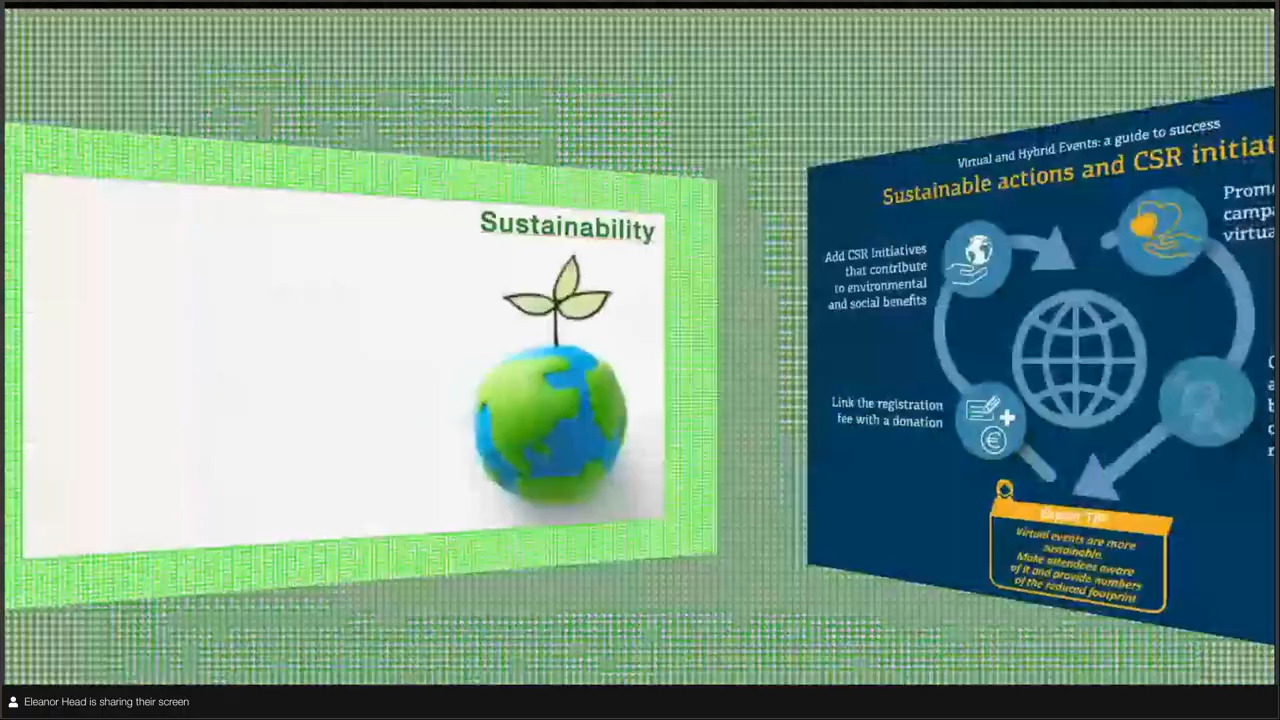 Sustainability
Virtual and Hybrid Events: a guide to success
Sustainable actions and CSR
Add CSR initiatives
that contribute
to environmental
and social benefits
Link the registration
fee with a donation
Expert TIP
Virtual events are more
sustainable.
Make attendees aware
of it and provide numbers
of the reduced footprint
Eleanor Head is sharing their screen